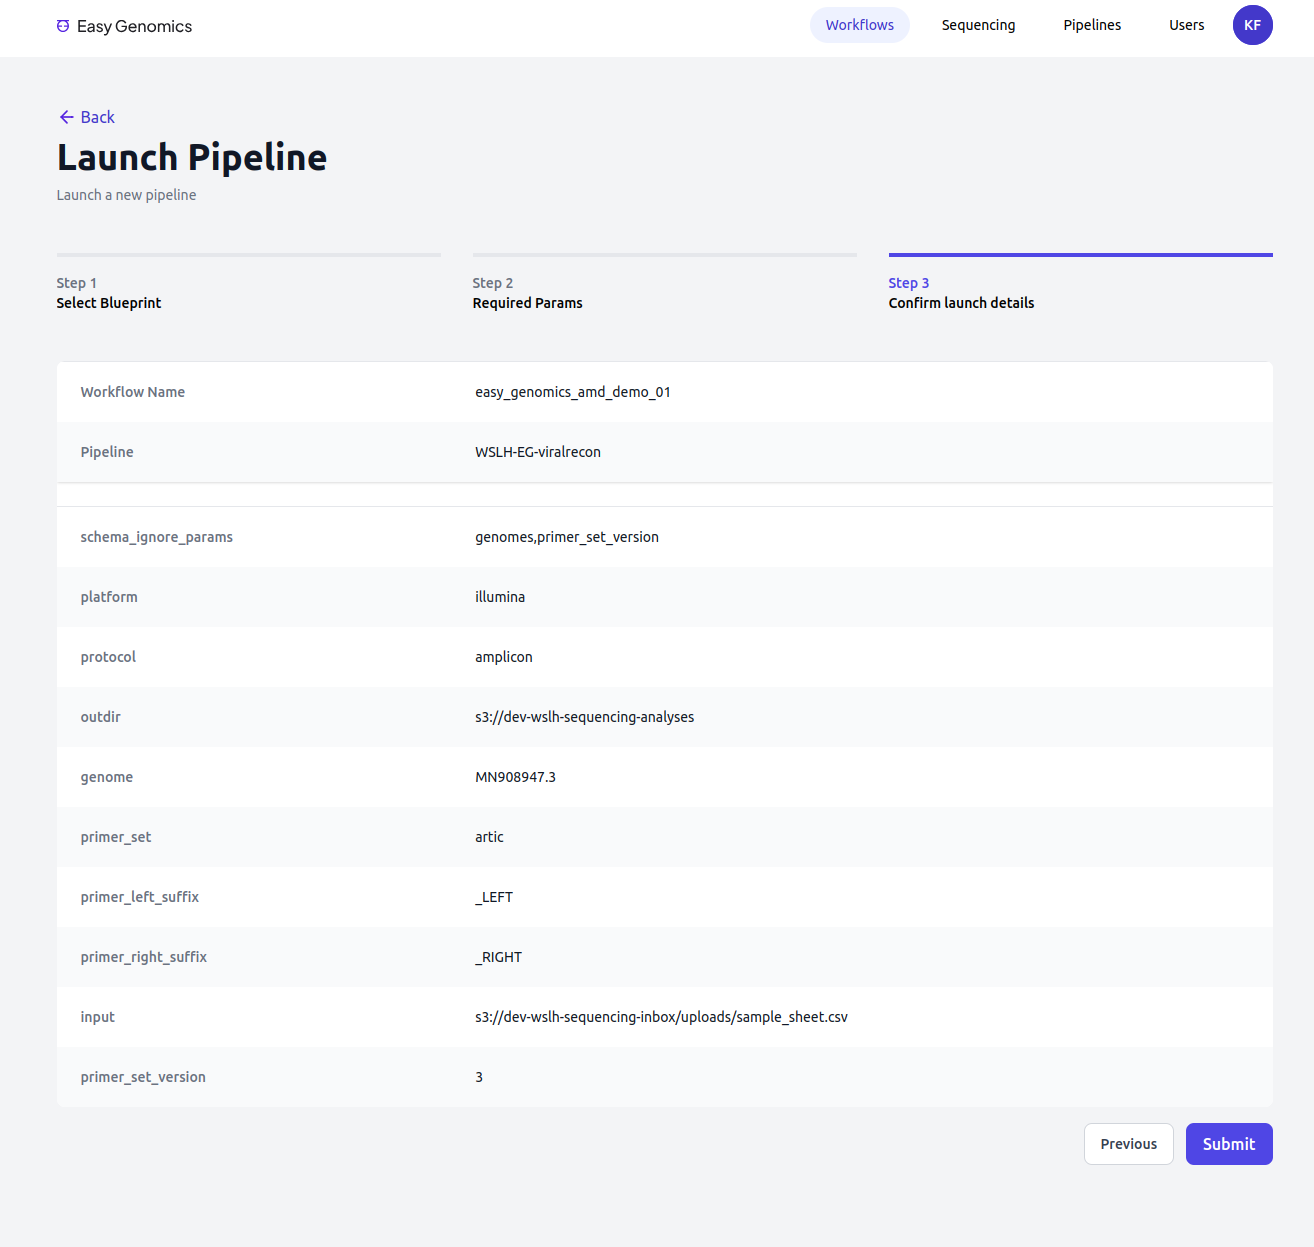 Easy Genomics
Workflows Sequencing Pipelines Users KF
Back
Launch Pipeline
Launch a new pipeline
Step 1 Step 2 Step 3
Select Blueprint Required Params Confirm launch details
Workflow Name easy_genomics_amd_demo_01
Pipeline WSLH-EG-viralrecon
schema_ignore_params genomes,primer_set_version
platform illumina
protocol amplicon
outdir s3://dev-wslh-sequencing-analyses
genome MN908947.3
primer_set artic
primer_left_suffix _LEFT
primer_right_suffix _RIGHT
input s3://dev-wslh-sequencing-inbox/uploads/sample_sheet.csv
primer_set_version 3
Previous Submit